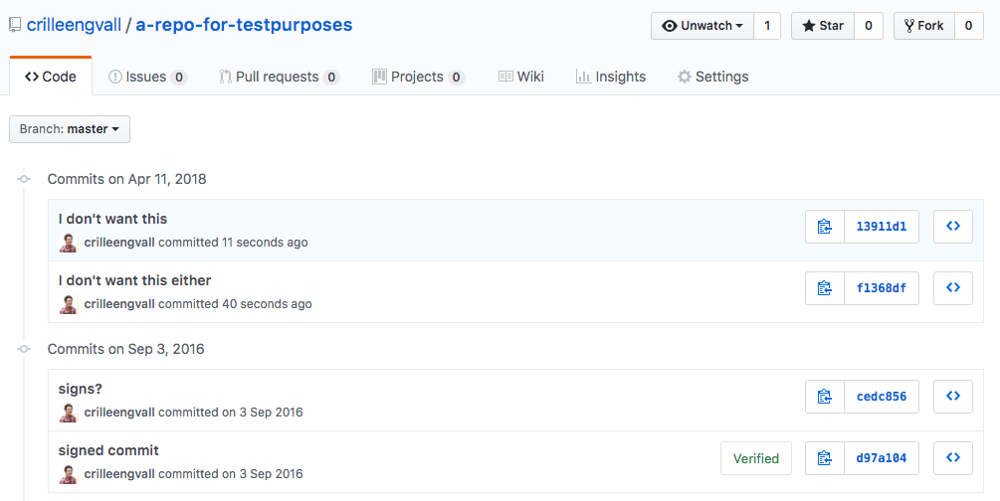 crilleengvall / a-repo-for-testpurposes Unwatch 1 Star 0 Fork 0
Code Issues 0 Pull requests 0 Projects 0 Wiki Insights Settings
Branch: master
Commits on Apr 11, 2018
I don't want this
crilleengvall committed 11 seconds ago
13911d1
I don't want this either
crilleengvall committed 40 seconds ago
f1368df
Commits on Sep 3, 2016
signs?
crilleengvall committed on 3 Sep 2016
cedc856
signed commit
crilleengvall committed on 3 Sep 2016
Verified d97a104